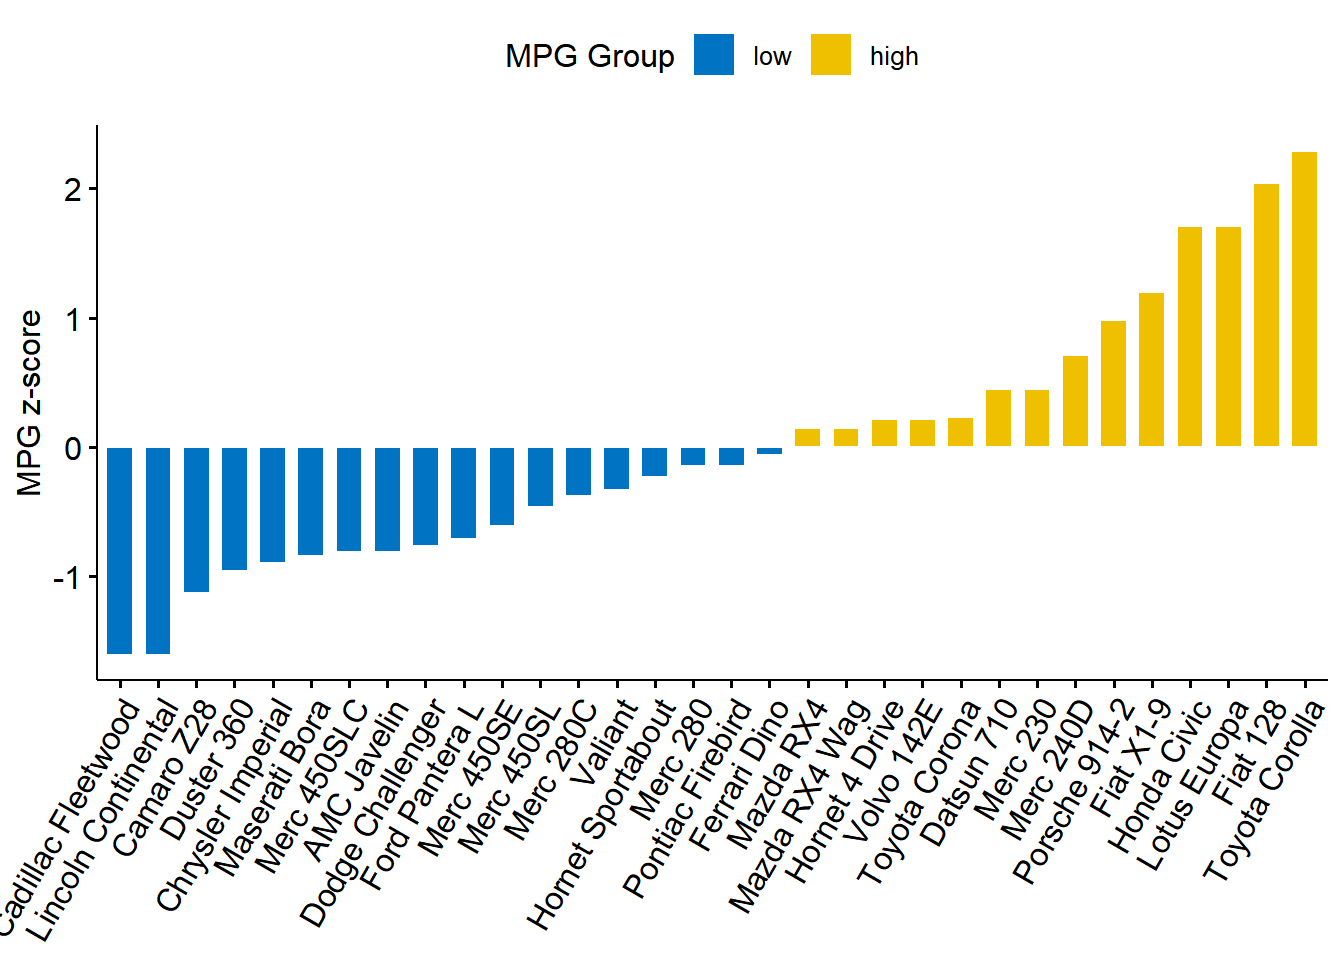 MPG Group low high
2
1
0
-1
MPG z-score
Cadillac Fleetwood
Lincoln Continental
Camaro Z28
Duster 360
Chrysler Imperial
Maserati Bora
Merc 450SLC
AMC Javelin
Dodge Challenger
Ford Pantera L
Merc 450SE
Merc 450SL
Merc 280C
Valiant
Hornet Sportabout
Merc 280
Pontiac Firebird
Ferrari Dino
Mazda RX4
Mazda RX4 Wag
Hornet 4 Drive
Volvo 142E
Toyota Corona
Datsun 710
Merc 230
Merc 240D
Porsche 914-2
Fiat X1-9
Honda Civic
Lotus Europa
Fiat 128
Toyota Corolla